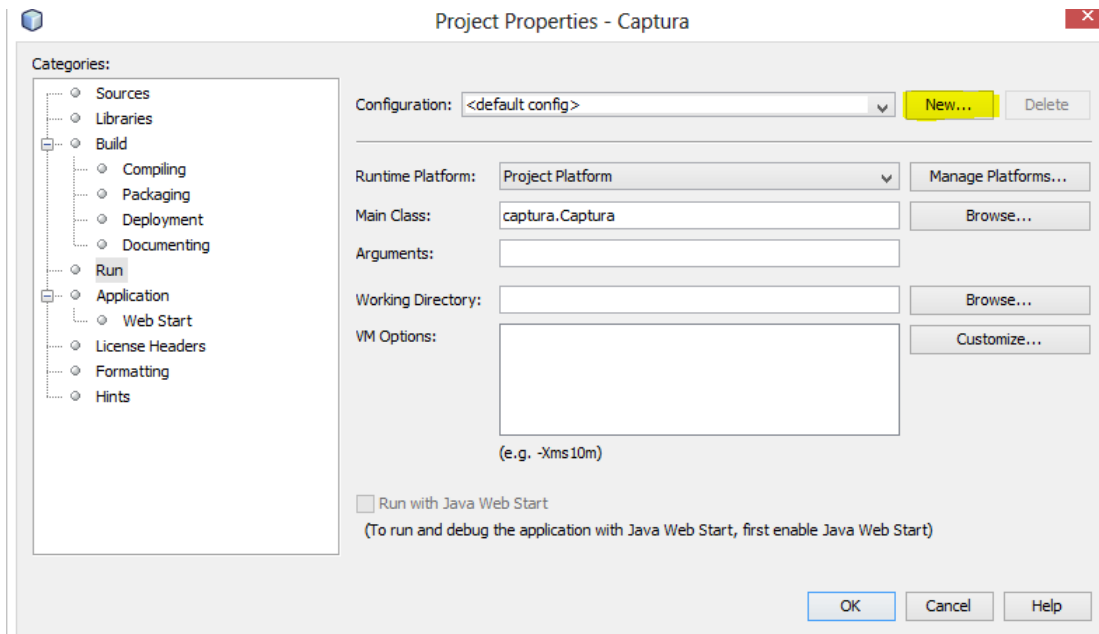 Project Properties - Captura
Categories:
Sources
Libraries
Build
Compiling
Packaging
Deployment
Documenting
Run
Application
Web Start
License Headers
Formatting
Hints
Configuration: <default config> New... Delete
Runtime Platform: Project Platform Manage Platforms...
Main Class: captura.Captura Browse...
Arguments:
Working Directory: Browse...
VM Options: Customize...
(e.g. -Xms10m)
Run with Java Web Start
(To run and debug the application with Java Web Start, first enable Java Web Start)
OK Cancel Help